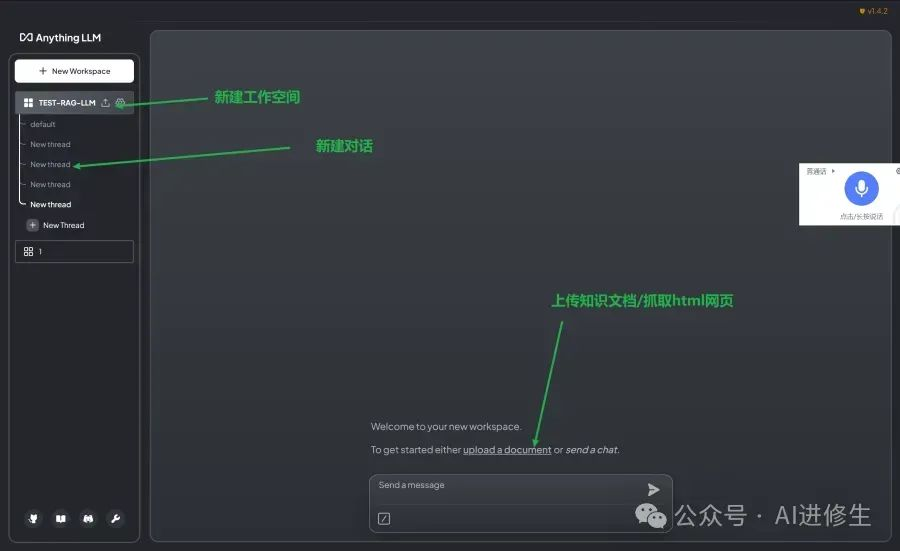 v1.4.2
Anything LLM
+ New Workspace
TEST-RAG-LLM
新建工作空间
default
New thread
新建对话
New thread
New thread
New thread
+ New Thread
1
普通话
点击/长按说话
上传知识文档/抓取html网页
Welcome to your new workspace.
To get started either upload a document or send a chat.
Send a message
公众号 · AI进修生